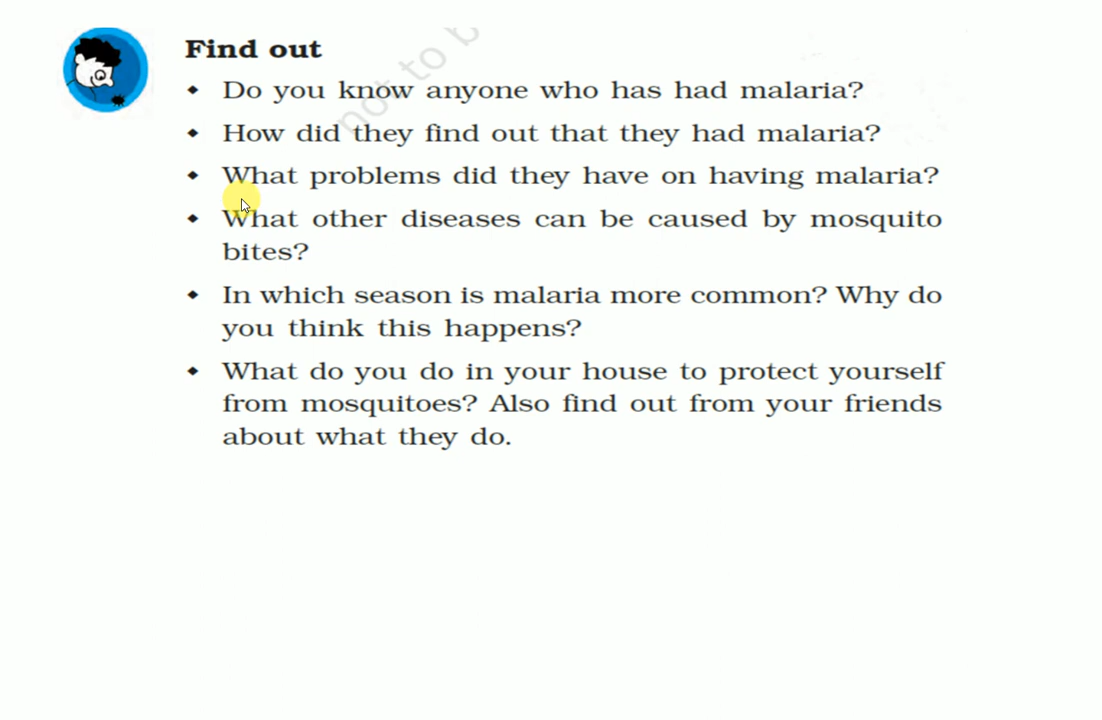 Find out
not to b
• Do you know anyone who has had malaria?
• How did they find out that they had malaria?
• What problems did they have on having malaria?
• What other diseases can be caused by mosquito
bites?
• In which season is malaria more common? Why do
you think this happens?
• What do you do in your house to protect yourself
from mosquitoes? Also find out from your friends
about what they do.